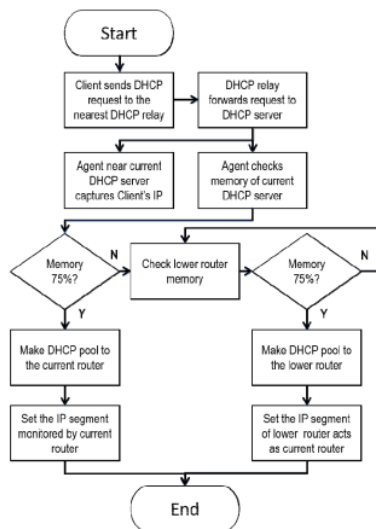 Start
Client sends DHCP
request to the
nearest DHCP relay
DHCP relay
forwards request to
DHCP server
Agent near current
DHCP server
captures Client's IP
Agent checks
memory of current
DHCP server
Memory
75%?
N
Check lower router
memory
Memory
75%?
N
Y
Y
Make DHCP pool to
the current router
Make DHCP pool to
the lower router
Set the IP segment
monitored by current
router
Set the IP segment
of lower router acts
as current router
End